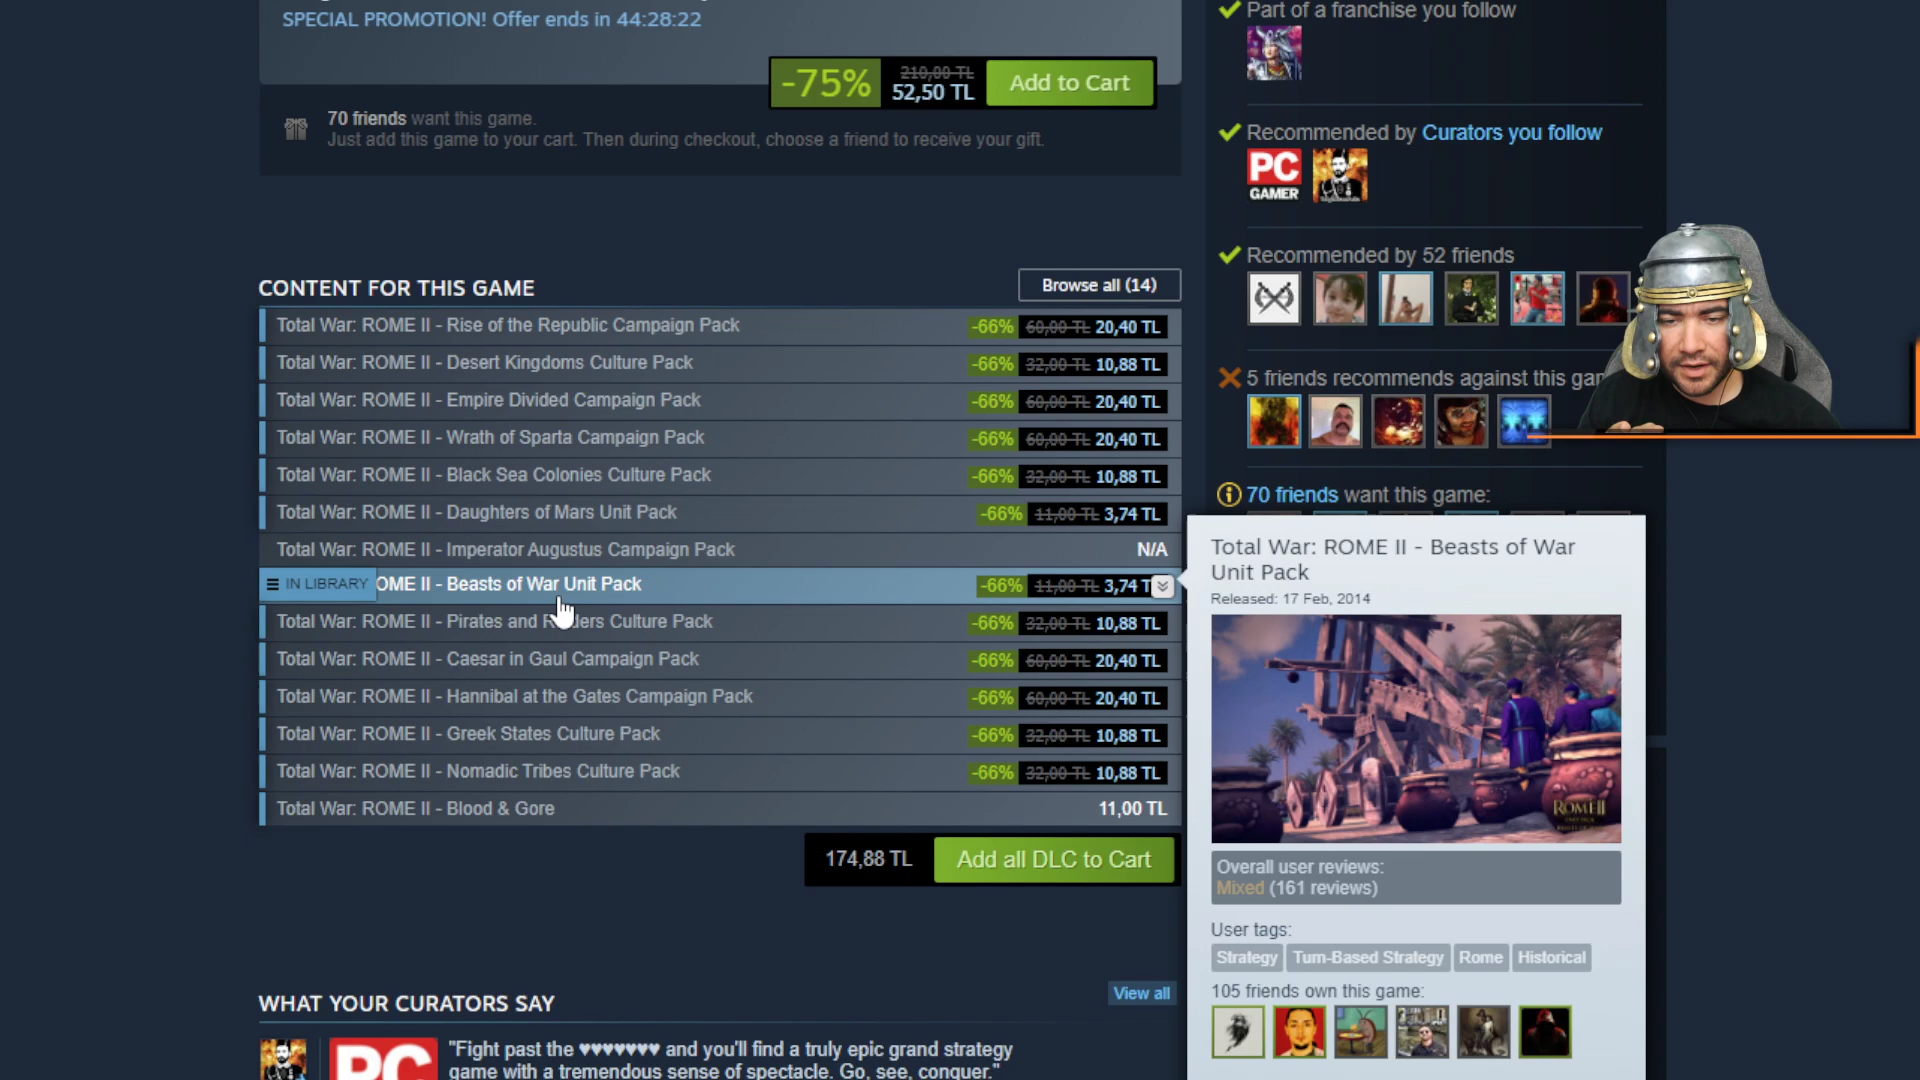 SPECIAL PROMOTION! Offer ends in 44:28:22
-75%
210,00 TL
52,50 TL
Add to Cart
70 friends want this game.
Just add this game to your cart. Then during checkout, choose a friend to receive your gift.
CONTENT FOR THIS GAME
Browse all (14)
Total War: ROME II - Rise of the Republic Campaign Pack -66% 60,00 TL 20,40 TL
Total War: ROME II - Desert Kingdoms Culture Pack -66% 32,00 TL 10,88 TL
Total War: ROME II - Empire Divided Campaign Pack -66% 60,00 TL 20,40 TL
Total War: ROME II - Wrath of Sparta Campaign Pack -66% 60,00 TL 20,40 TL
Total War: ROME II - Black Sea Colonies Culture Pack -66% 32,00 TL 10,88 TL
Total War: ROME II - Daughters of Mars Unit Pack -66% 11,00 TL 3,74 TL
Total War: ROME II - Imperator Augustus Campaign Pack N/A
IN LIBRARY OME II - Beasts of War Unit Pack -66% 11,00 TL 3,74 T
Total War: ROME II - Pirates and R ders Culture Pack -66% 32,00 TL 10,88 TL
Total War: ROME II - Caesar in Gaul Campaign Pack -66% 60,00 TL 20,40 TL
Total War: ROME II - Hannibal at the Gates Campaign Pack -66% 60,00 TL 20,40 TL
Total War: ROME II - Greek States Culture Pack -66% 32,00 TL 10,88 TL
Total War: ROME II - Nomadic Tribes Culture Pack -66% 32,00 TL 10,88 TL
Total War: ROME II - Blood & Gore 11,00 TL
174,88 TL Add all DLC to Cart
WHAT YOUR CURATORS SAY
View all
PC
"Fight past the ♥♥♥♥♥♥♥ and you'll find a truly epic grand strategy
game with a tremendous sense of spectacle. Go, see, conquer."
Part of a franchise you follow
Recommended by Curators you follow
PC
GAMER
Recommended by 52 friends
5 friends recommends against this gam
70 friends want this game:
Total War: ROME II - Beasts of War
Unit Pack
Released: 17 Feb, 2014
ROME II
Overall user reviews:
Mixed (161 reviews)
User tags:
Strategy Turn-Based Strategy Rome Historical
105 friends own this game: